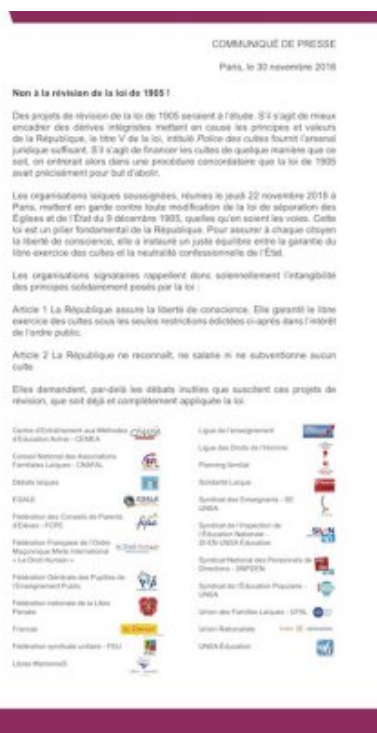 COMMUNIQUÉ DE PRESSE
Paris, le 30 novembre 2018
Non à la révision de la loi de 1905 !
Des projets de révision de la loi de 1905 seraient à l'étude. S'il s'agit de mieux
encadrer des dérives intégristes mettant en cause les principes et valeurs
de la République, le titre V de la loi, intitulé Police des cultes fournit l'arsenal
juridique suffisant. S'il s'agit de financer les cultes de quelque manière que ce
soit, on entrerait alors dans une procédure concordataire que la loi de 1905
avait précisément pour but d'abolir.
Les organisations laïques soussignées, réunies le jeudi 22 novembre 2018 à
Paris, mettent en garde contre toute modification de la loi de séparation des
Églises et de l'État du 9 décembre 1905, quelles qu'en soient les voies. Cette
loi est un pilier fondamental de la République. Pour assurer à chaque citoyen
la liberté de conscience, elle a instauré un juste équilibre entre la garantie du
libre exercice des cultes et la neutralité confessionnelle de l'État.
Les organisations signataires rappellent donc solennellement l'intangibilité
des principes solidairement posés par la loi :
Article 1 La République assure la liberté de conscience. Elle garantit le libre
exercice des cultes sous les seules restrictions édictées ci-après dans l'intérêt
de l'ordre public.
Article 2 La République ne reconnaît, ne salarie ni ne subventionne aucun
culte.
Elles demandent, par-delà les débats inutiles que suscitent ces projets de
révision, que soit déjà et complètement appliquée la loi.
Centre d'Entraînement aux Méthodes
d'Education Active - CEMEA
Conseil National des Associations
Familiales Laïques - CNAFAL
Débats laïques
EGALE
Fédération des Conseils de Parents
d'Elèves - FCPE
Fédération Française de l'Ordre
Maçonnique Mixte International
« Le Droit Humain »
Fédération Générale des Pupilles de
l'Enseignement Public
Fédération nationale de la Libre
Pensée
Francas
Fédération syndicale unitaire - FSU
Libres MarianneS
Ligue de l'enseignement
Ligue des Droits de l'Homme
Planning familial
Solidarité Laïque
Syndicat des Enseignants - SE
UNSA
Syndicat de l'Inspection de
l'Éducation Nationale -
SI-EN UNSA Éducation
Syndicat National des Personnels de
Directions - SNPDEN
Syndicat de l'Éducation Populaire -
UNSA
Union des Familles Laïques - UFAL
Union Rationaliste
UNSA Éducation